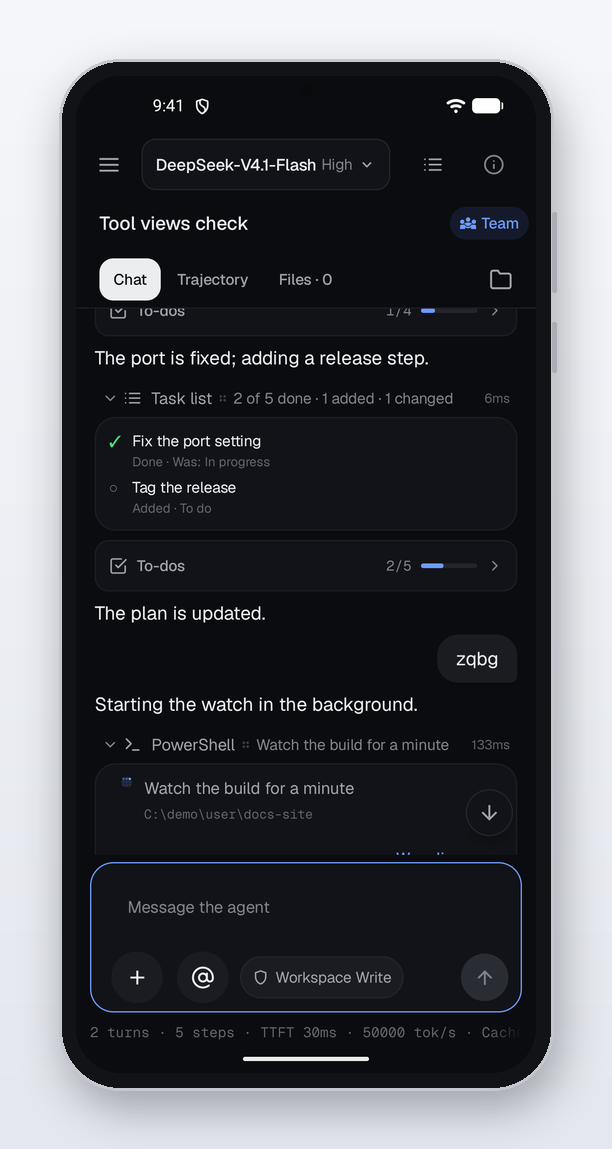 9:41
DeepSeek-V4.1-Flash High
Tool views check
Team
Chat Trajectory Files · 0
To-dos 1/4
The port is fixed; adding a release step.
Task list 2 of 5 done · 1 added · 1 changed 6ms
✓ Fix the port setting
Done · Was: In progress
○ Tag the release
Added · To do
To-dos 2/5
The plan is updated.
zqbg
Starting the watch in the background.
PowerShell Watch the build for a minute 133ms
Watch the build for a minute
C:\demo\user\docs-site
Message the agent
Workspace Write
2 turns · 5 steps · TTFT 30ms · 50000 tok/s ·